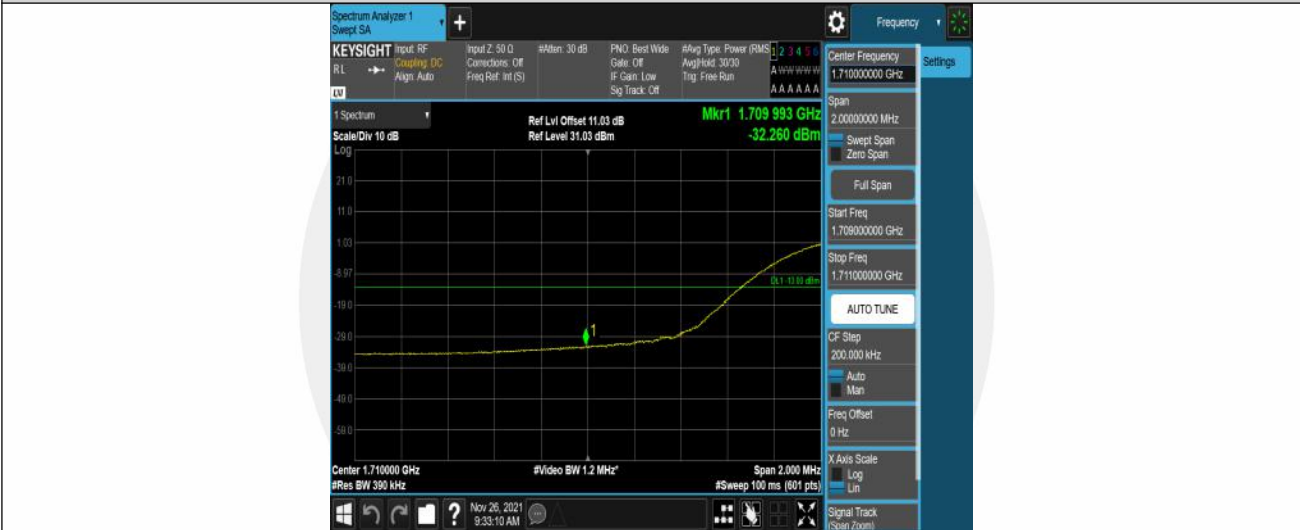 Spectrum Analyzer 1
Swept SA
+
Frequency
KEYSIGHT
RL
LV
Input: RF
Coupling: DC
Align: Auto
Input Z: 50 Ω
Corrections: Off
Freq Ref: Int (S)
#Atten: 30 dB
PNO: Best Wide
Gate: Off
IF Gain: Low
Sig Track: Off
#Avg Type: Power (RMS
Avg|Hold: 30/30
Trig: Free Run
1 2 3 4 5 6
A W W W W W
A A A A A A
1 Spectrum
Scale/Div 10 dB
Ref Lvl Offset 11.03 dB
Ref Level 31.03 dBm
Mkr1 1.709 993 GHz
-32.260 dBm
Log
21.0
11.0
1.03
-8.97
DL1 -13.00 dBm
-19.0
-29.0
1
-39.0
-49.0
-59.0
Center 1.710000 GHz
#Res BW 390 kHz
#Video BW 1.2 MHz*
Span 2.000 MHz
#Sweep 100 ms (601 pts)
?
Nov 26, 2021
9:33:10 AM
Center Frequency
1.710000000 GHz
Settings
Span
2.00000000 MHz
Swept Span
Zero Span
Full Span
Start Freq
1.709000000 GHz
Stop Freq
1.711000000 GHz
AUTO TUNE
CF Step
200.000 kHz
Auto
Man
Freq Offset
0 Hz
X Axis Scale
Log
Lin
Signal Track
(Span Zoom)